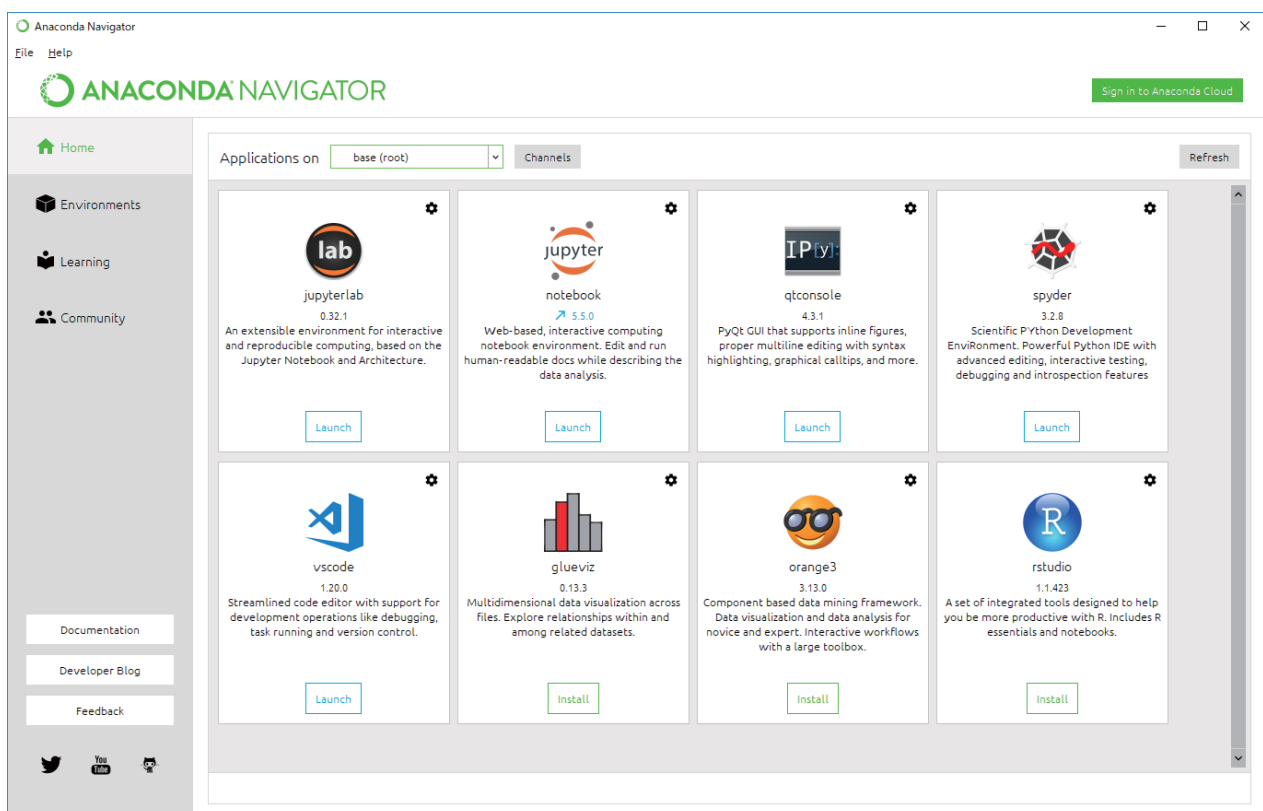 Anaconda Navigator
File Help
ANACONDA NAVIGATOR
Sign in to Anaconda Cloud
Home
Environments
Learning
Community
Documentation
Developer Blog
Feedback
You
Tube
Applications on
base (root)
Channels
Refresh
lab
jupyterlab
0.32.1
An extensible environment for interactive
and reproducible computing, based on the
Jupyter Notebook and Architecture.
Launch
jupyter
notebook
5.5.0
Web-based, interactive computing
notebook environment. Edit and run
human-readable docs while describing the
data analysis.
Launch
IP[y]:
qtconsole
4.3.1
PyQt GUI that supports inline figures,
proper multiline editing with syntax
highlighting, graphical calltips, and more.
Launch
spyder
3.2.8
Scientific PYthon Development
EnviRonment. Powerful Python IDE with
advanced editing, interactive testing,
debugging and introspection features
Launch
vscode
1.20.0
Streamlined code editor with support for
development operations like debugging,
task running and version control.
Launch
glueviz
0.13.3
Multidimensional data visualization across
files. Explore relationships within and
among related datasets.
Install
orange3
3.13.0
Component based data mining framework.
Data visualization and data analysis for
novice and expert. Interactive workflows
with a large toolbox.
Install
R
rstudio
1.1.423
A set of integrated tools designed to help
you be more productive with R. Includes R
essentials and notebooks.
Install